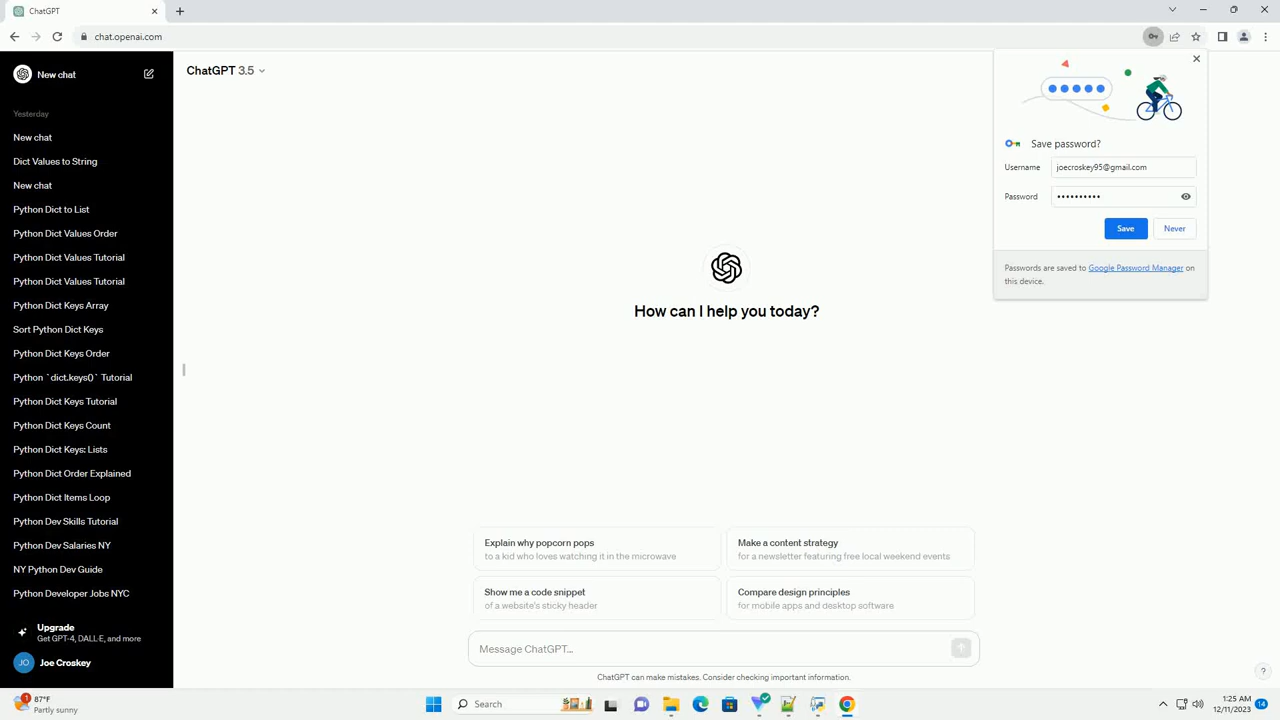 ChatGPT
chat.openai.com
New chat
Yesterday
New chat
Dict Values to String
New chat
Python Dict to List
Python Dict Values Order
Python Dict Values Tutorial
Python Dict Values Tutorial
Python Dict Keys Array
Sort Python Dict Keys
Python Dict Keys Order
Python `dict.keys()` Tutorial
Python Dict Keys Tutorial
Python Dict Keys Count
Python Dict Keys: Lists
Python Dict Order Explained
Python Dict Items Loop
Python Dev Skills Tutorial
Python Dev Salaries NY
NY Python Dev Guide
Python Developer Jobs NYC
Upgrade
Get GPT-4, DALL·E, and more
JO Joe Croskey
ChatGPT 3.5
How can I help you today?
Explain why popcorn pops
to a kid who loves watching it in the microwave
Make a content strategy
for a newsletter featuring free local weekend events
Show me a code snippet
of a website's sticky header
Compare design principles
for mobile apps and desktop software
Message ChatGPT...
ChatGPT can make mistakes. Consider checking important information.
?
Save password?
Username joecroskey95@gmail.com
Password ••••••••••
Save Never
Passwords are saved to Google Password Manager on
this device.
1
87°F
Partly sunny
Search
1:25 AM
12/11/2023
14